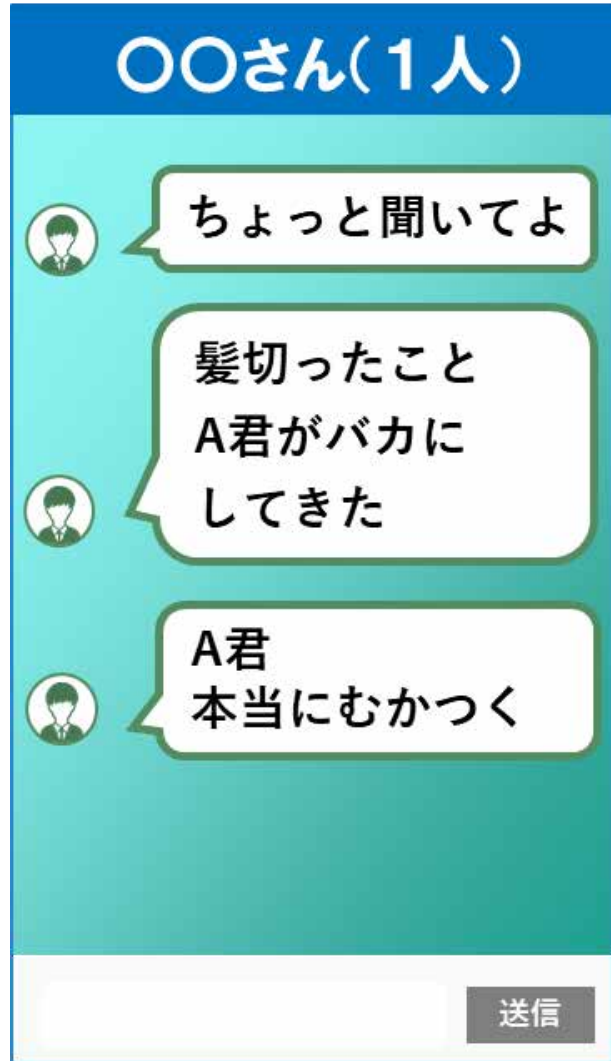 〇〇さん(１人)
ちょっと聞いてよ
髪切ったこと
A君がバカに
してきた
A君
本当にむかつく
送信